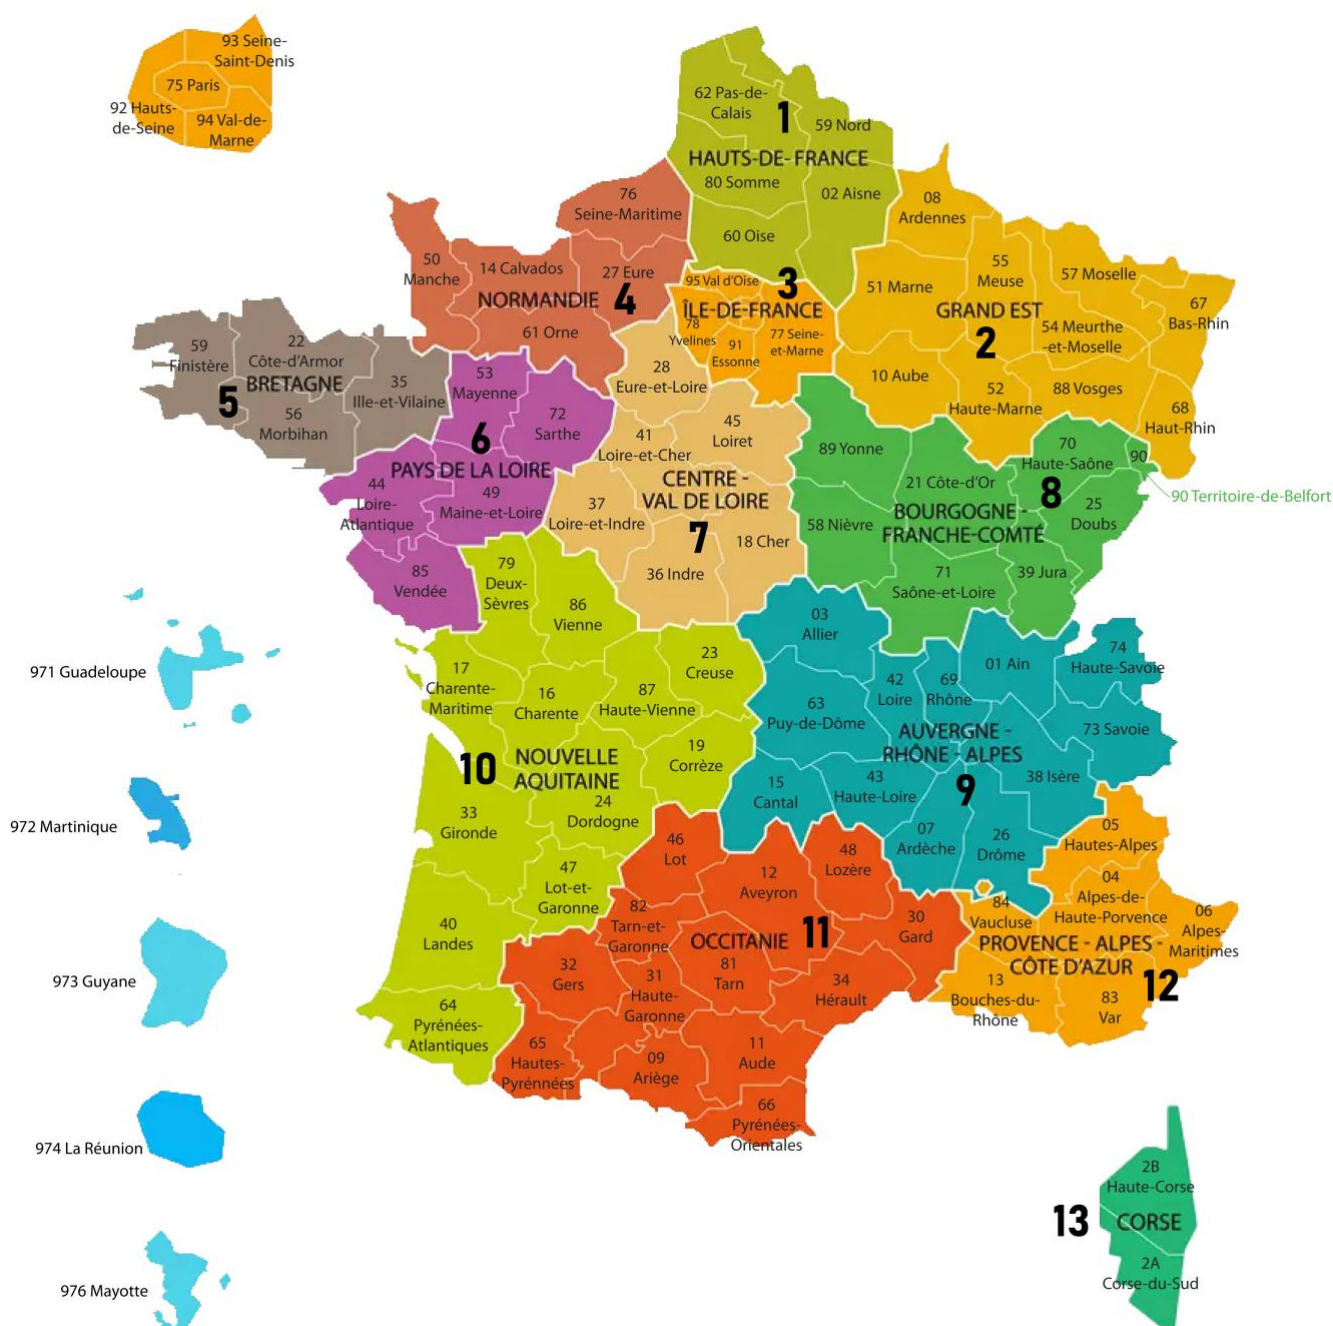 93 Seine-
Saint-Denis
75 Paris
92 Hauts-
de-Seine
94 Val-de-
Marne
62 Pas-de-
Calais
1
59 Nord
HAUTS-DE-FRANCE
80 Somme
02 Aisne
60 Oise
76
Seine-Maritime
50
Manche
14 Calvados
27 Eure
NORMANDIE
4
61 Orne
95 Val d'Oise
3
ÎLE-DE-FRANCE
78
Yvelines
91
Essonne
77 Seine-
et-Marne
08
Ardennes
51 Marne
55
Meuse
57 Moselle
67
Bas-Rhin
GRAND EST
2
54 Meurthe
-et-Moselle
10 Aube
52
Haute-Marne
88 Vosges
68
Haut-Rhin
59
Finistère
22
Côte-d'Armor
BRETAGNE
5
35
Ille-et-Vilaine
56
Morbihan
53
Mayenne
72
Sarthe
6
PAYS DE LA LOIRE
44
Loire-
Atlantique
49
Maine-et-Loire
85
Vendée
28
Eure-et-Loire
45
Loiret
41
Loire-et-Cher
CENTRE -
VAL DE LOIRE
7
37
Loire-et-Indre
18 Cher
36 Indre
89 Yonne
21 Côte-d'Or
70
Haute-Saône
90
90 Territoire-de-Belfort
8
25
Doubs
BOURGOGNE -
FRANCHE-COMTÉ
58 Nièvre
71
Saône-et-Loire
39 Jura
79
Deux-
Sèvres
86
Vienne
17
Charente-
Maritime
16
Charente
87
Haute-Vienne
23
Creuse
19
Corrèze
10
NOUVELLE
AQUITAINE
24
Dordogne
33
Gironde
47
Lot-et-
Garonne
40
Landes
64
Pyrénées-
Atlantiques
03
Allier
01 Ain
74
Haute-Savoie
42
Loire
69
Rhône
63
Puy-de-Dôme
73 Savoie
AUVERGNE -
RHÔNE - ALPES
9
15
Cantal
43
Haute-Loire
38 Isère
07
Ardèche
26
Drôme
46
Lot
12
Aveyron
48
Lozère
82
Tarn-et-
Garonne
OCCITANIE
11
30
Gard
32
Gers
31
Haute-
Garonne
81
Tarn
34
Hérault
65
Hautes-
Pyrénnées
09
Ariège
11
Aude
66
Pyrénées-
Orientales
05
Hautes-Alpes
04
Alpes-de-
Haute-Porvence
84
Vaucluse
06
Alpes-
Maritimes
PROVENCE - ALPES -
CÔTE D'AZUR
12
13
Bouches-du-
Rhône
83
Var
2B
Haute-Corse
13
CORSE
2A
Corse-du-Sud
971 Guadeloupe
972 Martinique
973 Guyane
974 La Réunion
976 Mayotte